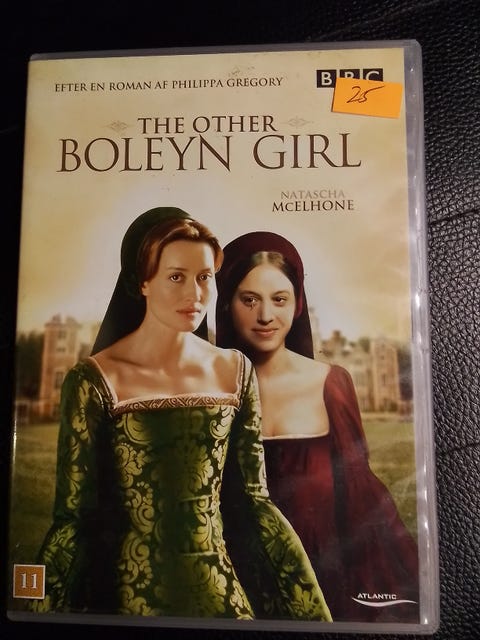 EFTER EN ROMAN AF PHILIPPA GREGORY
BBC
25
THE OTHER
BOLEYN GIRL
NATASCHA
McELHONE
11
ATLANTIC